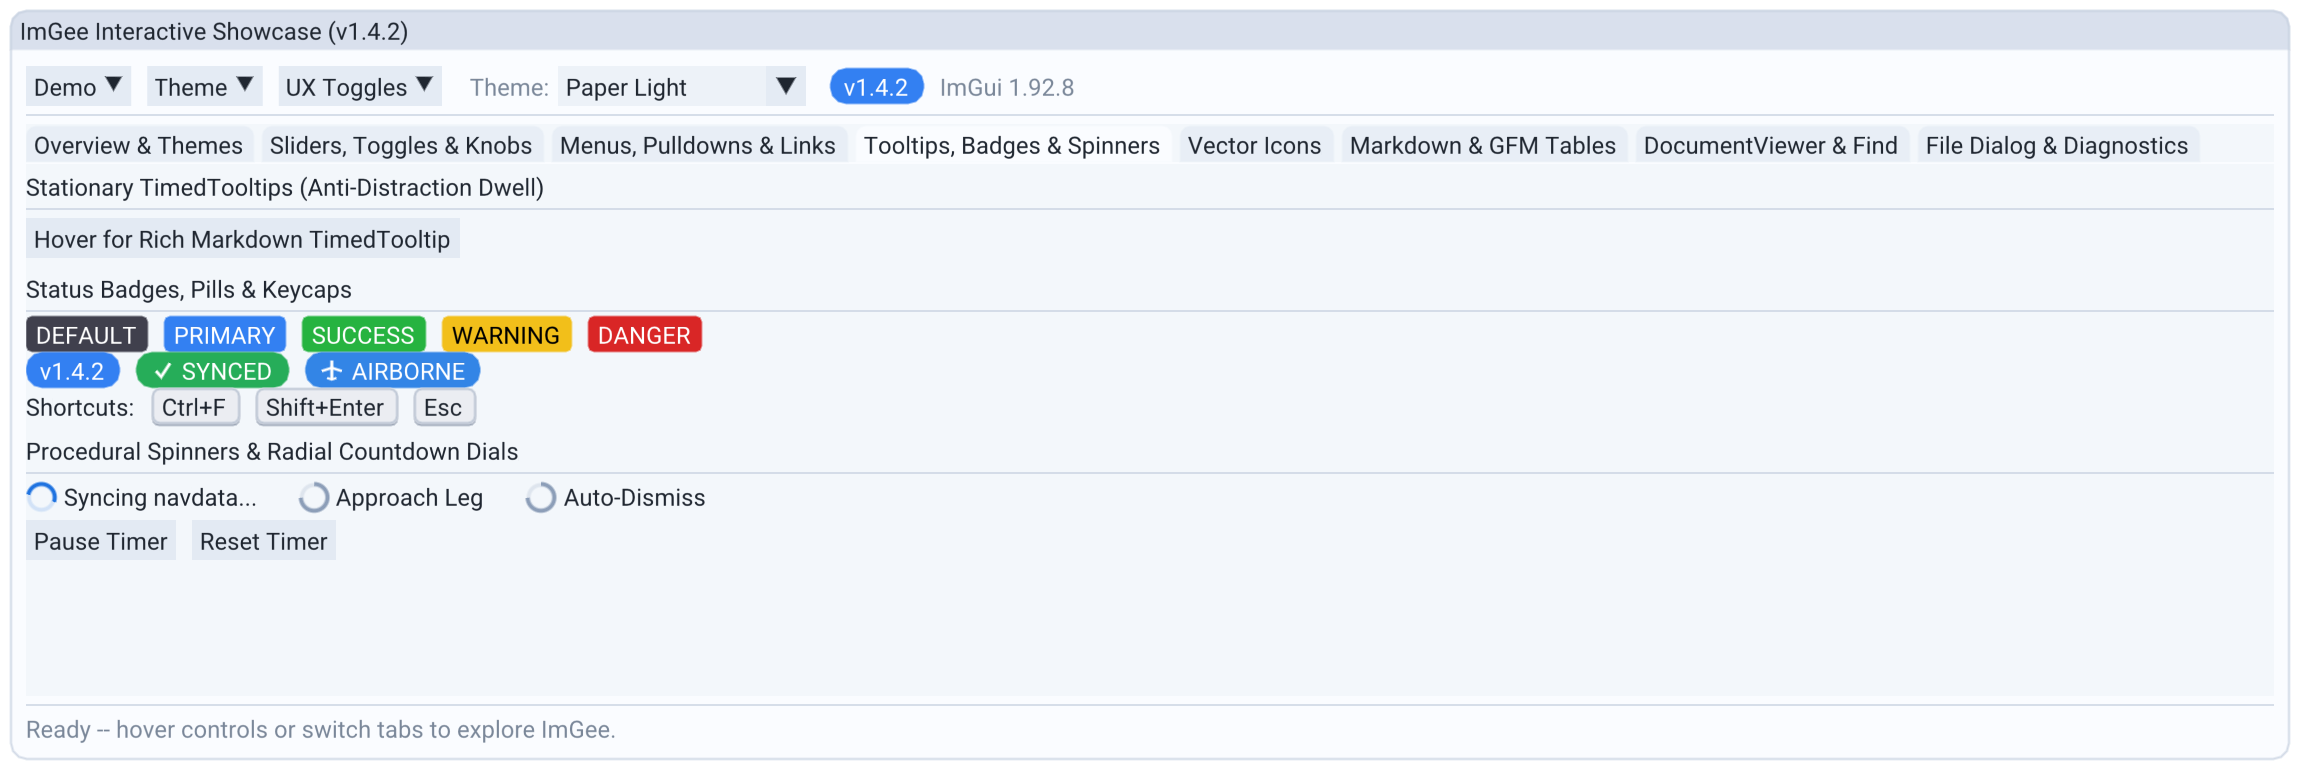 ImGee Interactive Showcase (v1.4.2)
Demo Theme UX Toggles Theme: Paper Light v1.4.2 ImGui 1.92.8
Overview & Themes Sliders, Toggles & Knobs Menus, Pulldowns & Links Tooltips, Badges & Spinners Vector Icons Markdown & GFM Tables DocumentViewer & Find File Dialog & Diagnostics
Stationary TimedTooltips (Anti-Distraction Dwell)
Hover for Rich Markdown TimedTooltip
Status Badges, Pills & Keycaps
DEFAULT PRIMARY SUCCESS WARNING DANGER
v1.4.2 SYNCED AIRBORNE
Shortcuts: Ctrl+F Shift+Enter Esc
Procedural Spinners & Radial Countdown Dials
Syncing navdata... Approach Leg Auto-Dismiss
Pause Timer Reset Timer
Ready -- hover controls or switch tabs to explore ImGee.